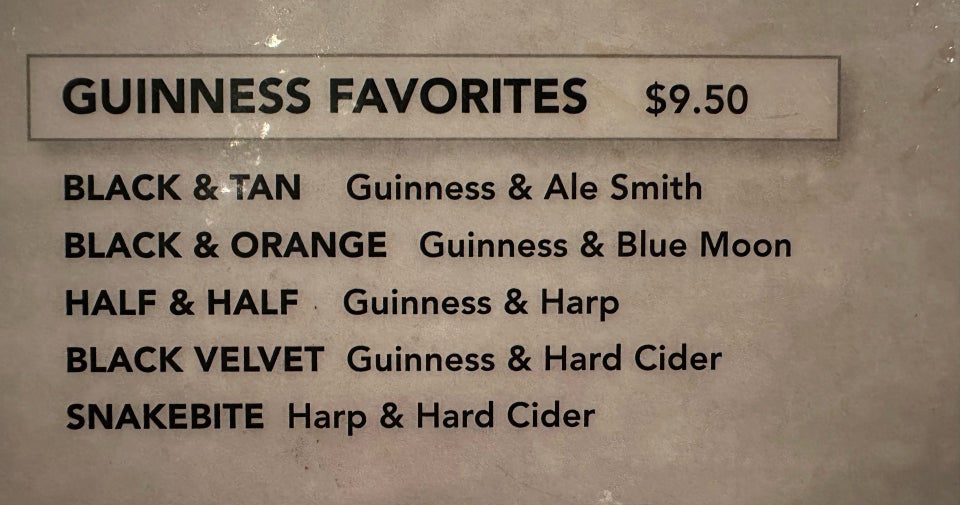 GUINNESS FAVORITES $9.50
BLACK & TAN Guinness & Ale Smith
BLACK & ORANGE Guinness & Blue Moon
HALF & HALF Guinness & Harp
BLACK VELVET Guinness & Hard Cider
SNAKEBITE Harp & Hard Cider